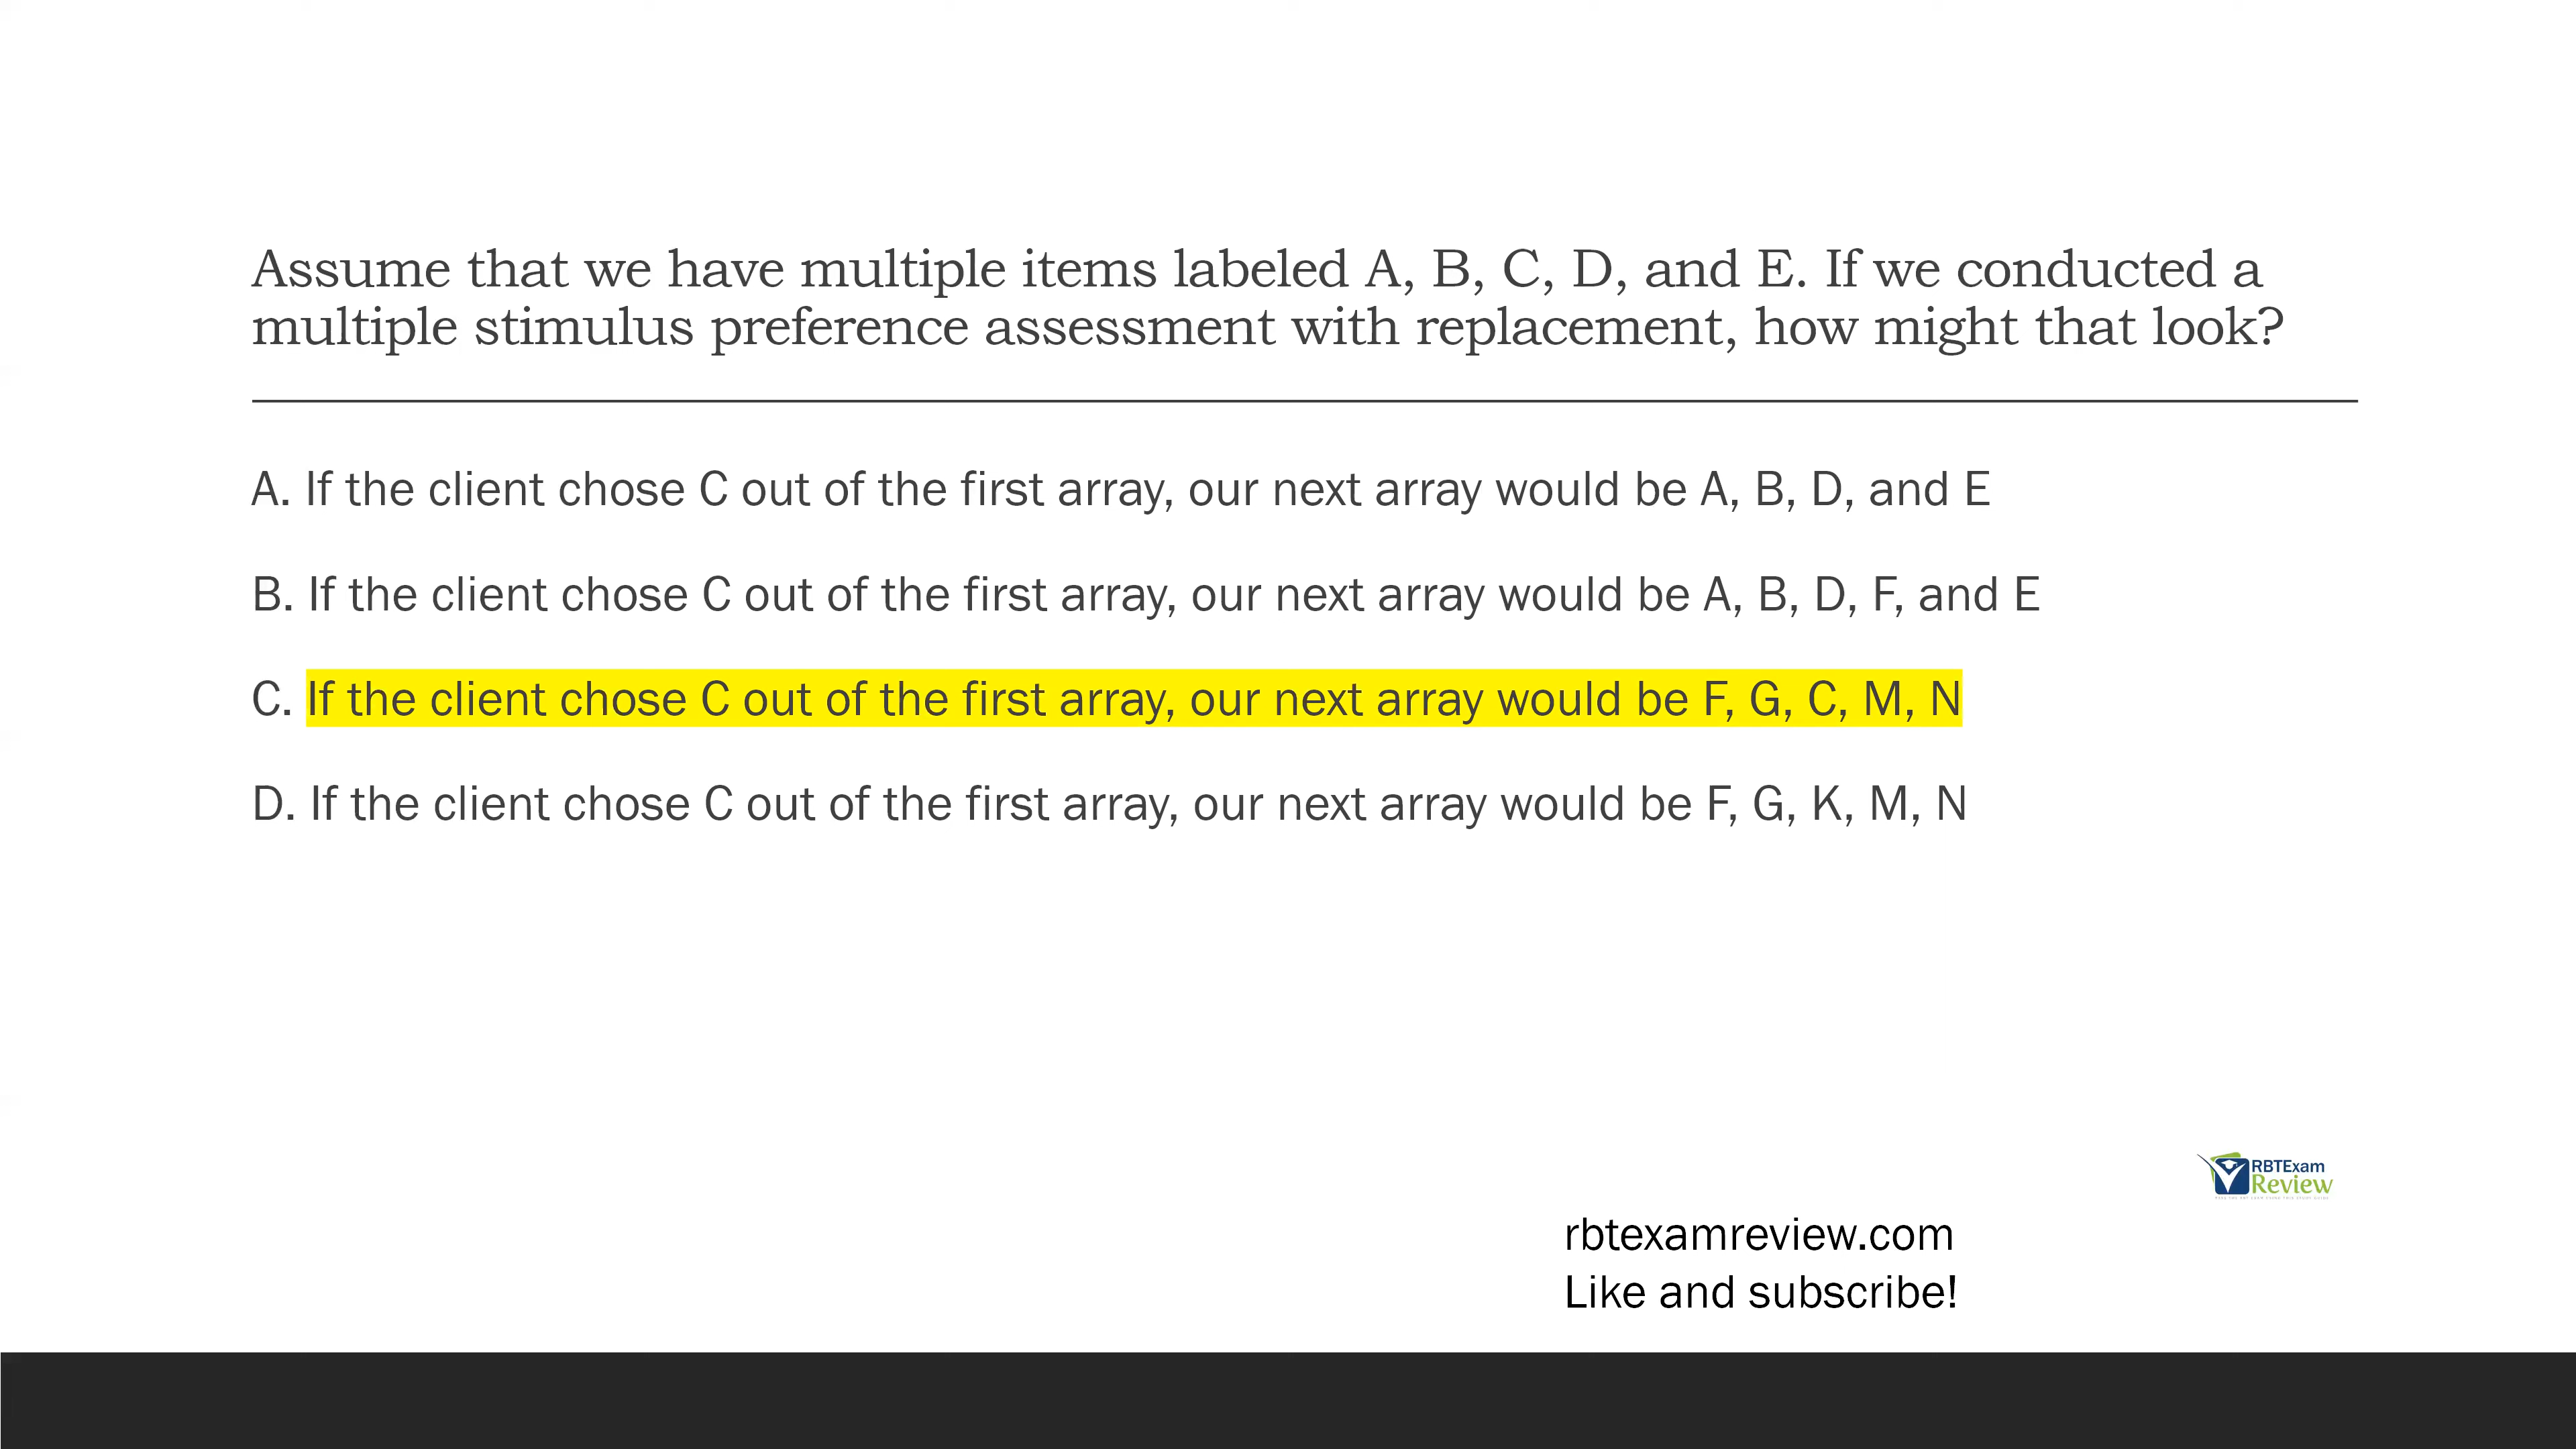 Assume that we have multiple items labeled A, B, C, D, and E. If we conducted a
multiple stimulus preference assessment with replacement, how might that look?
A. If the client chose C out of the first array, our next array would be A, B, D, and E
B. If the client chose C out of the first array, our next array would be A, B, D, F, and E
C. If the client chose C out of the first array, our next array would be F, G, C, M, N
D. If the client chose C out of the first array, our next array would be F, G, K, M, N
RBTExam
Review
rbtexamreview.com
Like and subscribe!